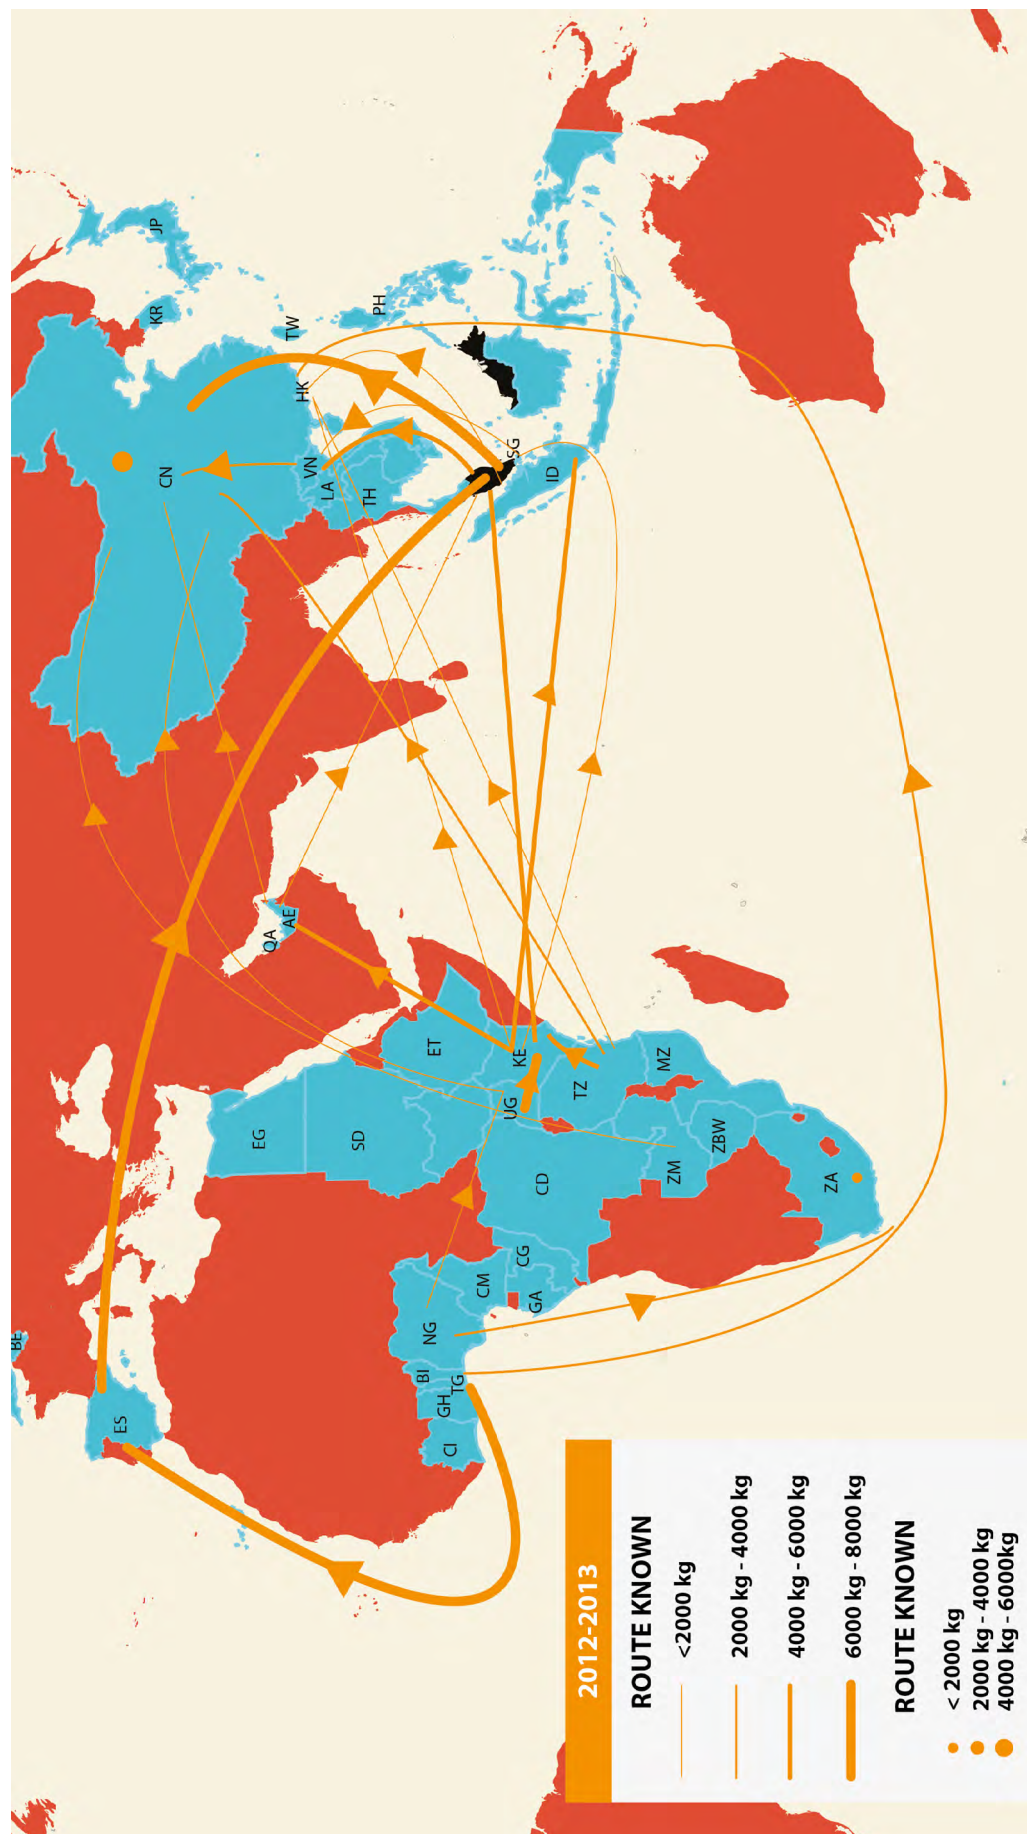 BE
ES
CN
KR
JP
TW
HK
PH
VN
LA
TH
SG
ID
QA
AE
EG
SD
ET
KE
UG
TZ
CD
CG
GA
CM
NG
BI
TG
GH
CI
MZ
ZM
ZBW
ZA
2012-2013
ROUTE KNOWN
<2000 kg
2000 kg - 4000 kg
4000 kg - 6000 kg
6000 kg - 8000 kg
ROUTE KNOWN
< 2000 kg
2000 kg - 4000 kg
4000 kg - 6000kg